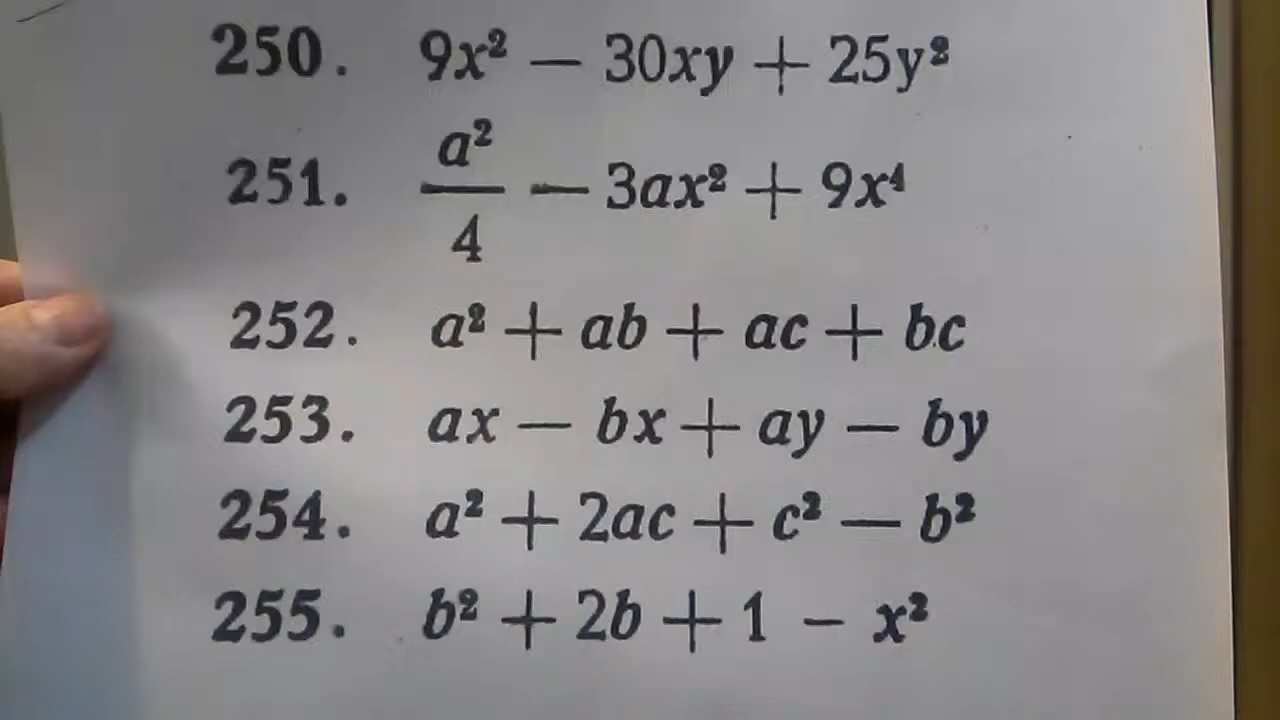 250. 9x² − 30xy + 25y²
251. a²/4 − 3ax² + 9x⁴
252. a² + ab + ac + bc
253. ax − bx + ay − by
254. a² + 2ac + c² − b²
255. b² + 2b + 1 − x²